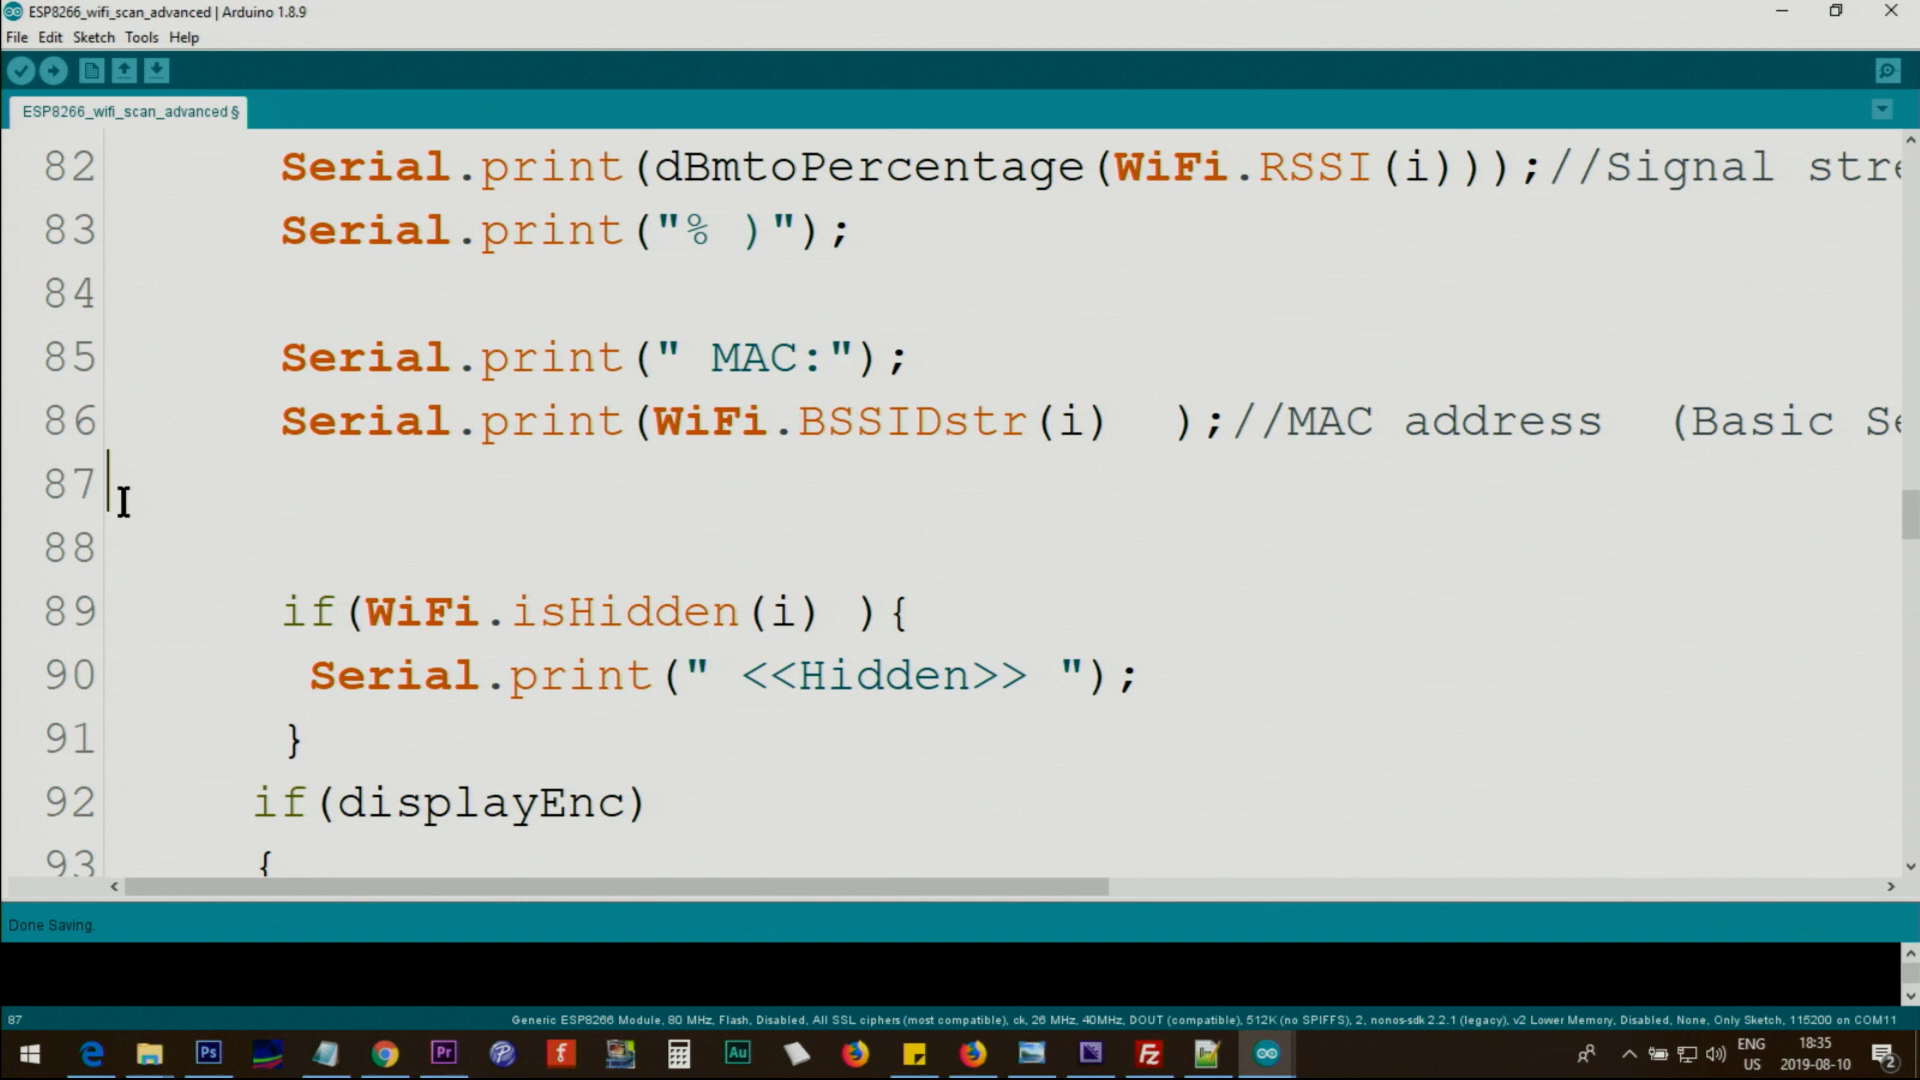 ESP8266_wifi_scan_advanced | Arduino 1.8.9
File Edit Sketch Tools Help
ESP8266_wifi_scan_advanced §
82 Serial.print(dBmtoPercentage(WiFi.RSSI(i)));//Signal stre
83 Serial.print("% )");
84
85 Serial.print(" MAC:");
86 Serial.print(WiFi.BSSIDstr(i) );//MAC address (Basic Se
87
88
89 if(WiFi.isHidden(i) ){
90 Serial.print(" <<Hidden>> ");
91 }
92 if(displayEnc)
93 {
Done Saving.
87 Generic ESP8266 Module, 80 MHz, Flash, Disabled, All SSL ciphers (most compatible), ck, 26 MHz, 40MHz, DOUT (compatible), 512K (no SPIFFS), 2, nonos-sdk 2.2.1 (legacy), v2 Lower Memory, Disabled, None, Only Sketch, 115200 on COM11
Ps Pr Au Fz
ENG 18:35
US 2019-08-10 2